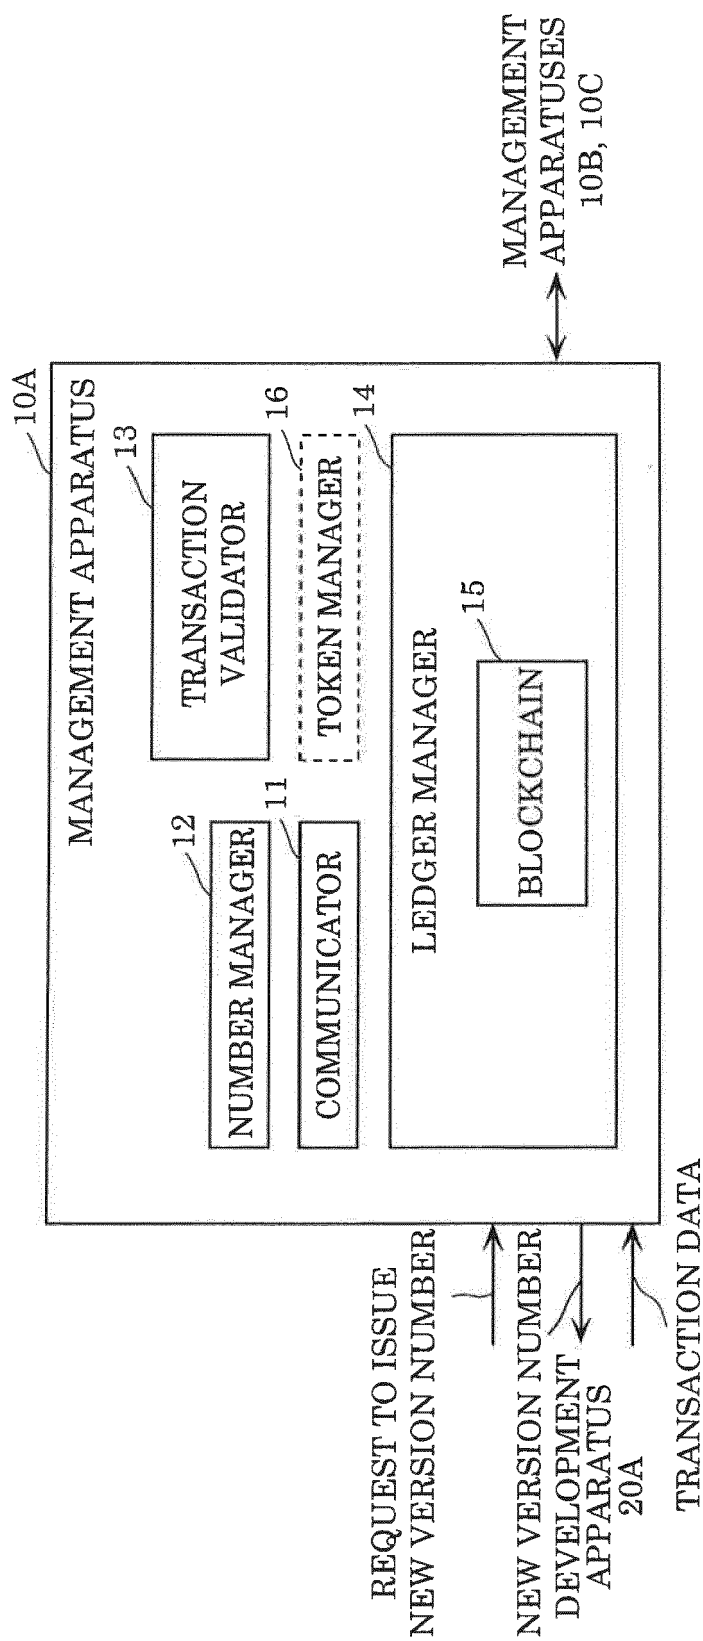 10A
MANAGEMENT APPARATUS
12
NUMBER MANAGER
13
TRANSACTION
VALIDATOR
11
COMMUNICATOR
16
TOKEN MANAGER
14
LEDGER MANAGER
15
BLOCKCHAIN
REQUEST TO ISSUE
NEW VERSION NUMBER
NEW VERSION NUMBER
DEVELOPMENT
APPARATUS
20A
TRANSACTION DATA
MANAGEMENT
APPARATUSES
10B, 10C